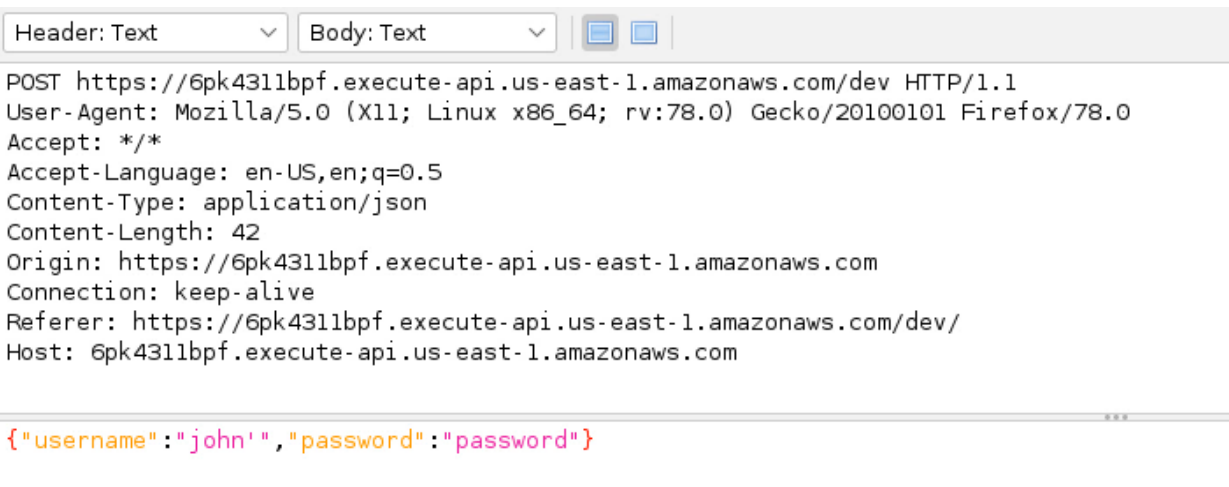 Header: Text
Body: Text
POST https://6pk4311bpf.execute-api.us-east-1.amazonaws.com/dev HTTP/1.1
User-Agent: Mozilla/5.0 (X11; Linux x86_64; rv:78.0) Gecko/20100101 Firefox/78.0
Accept: */*
Accept-Language: en-US,en;q=0.5
Content-Type: application/json
Content-Length: 42
Origin: https://6pk4311bpf.execute-api.us-east-1.amazonaws.com
Connection: keep-alive
Referer: https://6pk4311bpf.execute-api.us-east-1.amazonaws.com/dev/
Host: 6pk4311bpf.execute-api.us-east-1.amazonaws.com
{"username":"john'","password":"password"}